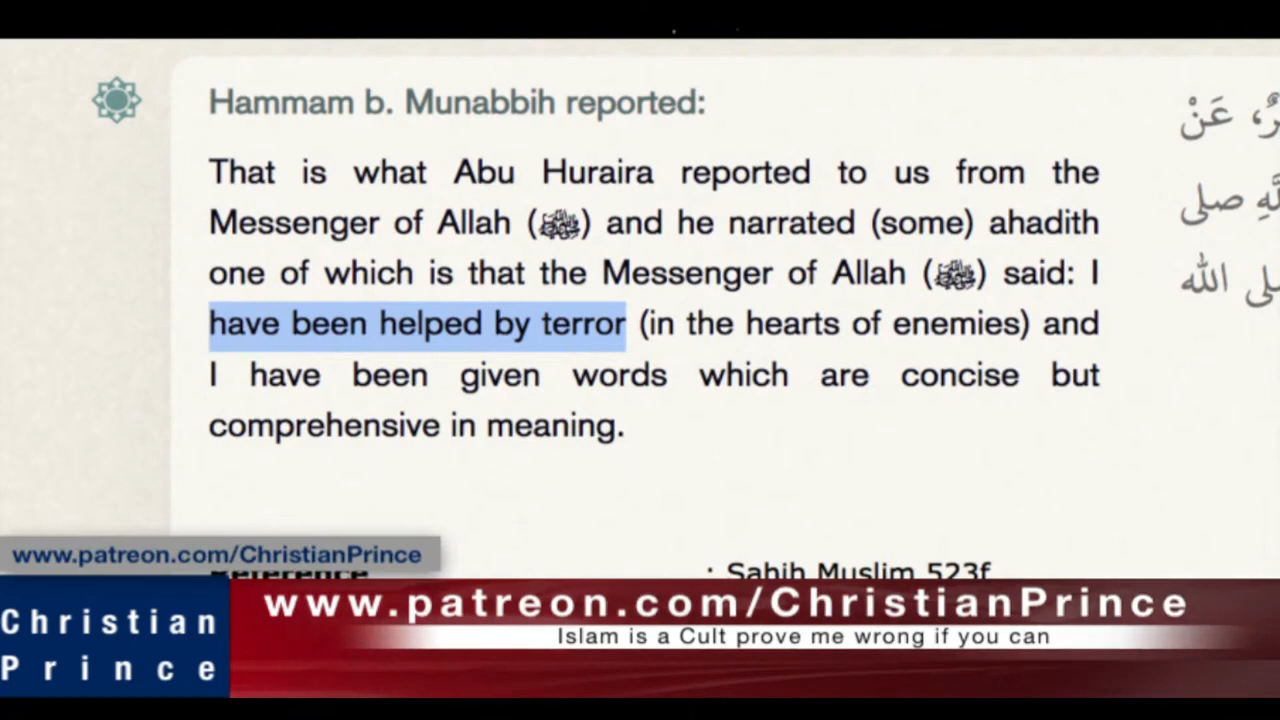 Hammam b. Munabbih reported:
That is what Abu Huraira reported to us from the
Messenger of Allah (ﷺ) and he narrated (some) ahadith
one of which is that the Messenger of Allah (ﷺ) said: I
have been helped by terror (in the hearts of enemies) and
I have been given words which are concise but
comprehensive in meaning.
عَنْ
صلى
الله
www.patreon.com/ChristianPrince
Reference : Sahih Muslim 523f
Christian
Prince
www.patreon.com/ChristianPrince
Islam is a Cult prove me wrong if you can